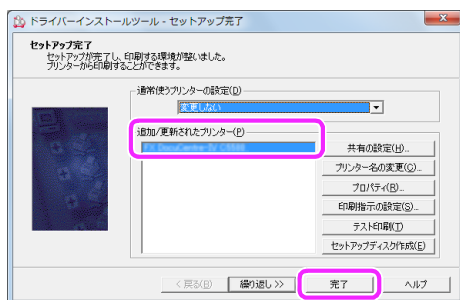 ドライバーインストールツール - セットアップ完了
セットアップ完了
セットアップが完了し、印刷する環境が整いました。
プリンターから印刷することができます。
通常使うプリンターの設定(D)
変更しない
追加/更新されたプリンター(P)
共有の設定(H)...
プリンター名の変更(C)...
プロパティ(R)...
印刷指示の設定(S)...
テスト印刷(T)
セットアップディスク作成(E)
< 戻る(B)
繰り返し >>
完了
ヘルプ